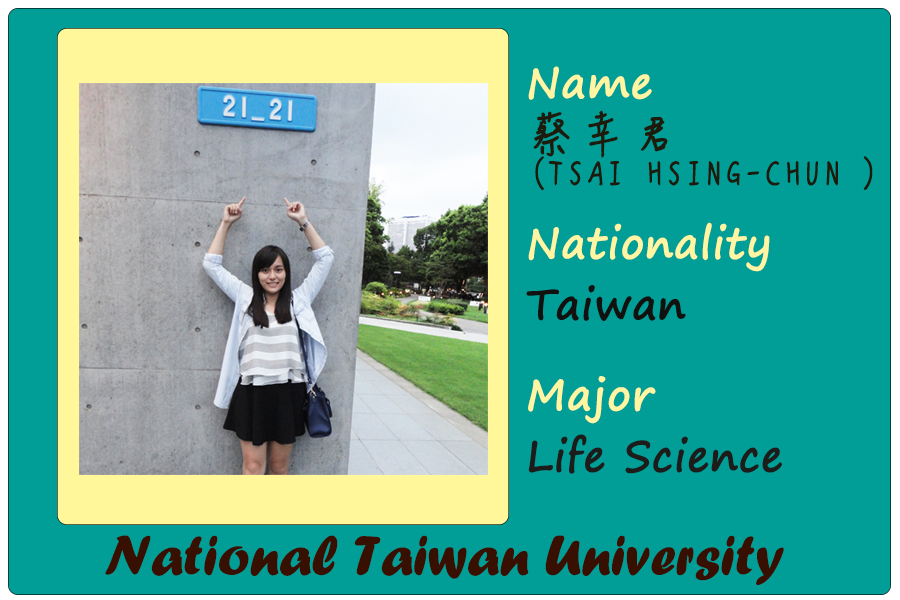 21_21
Name
蔡幸君
(TSAI HSING-CHUN )
Nationality
Taiwan
Major
Life Science
National Taiwan University